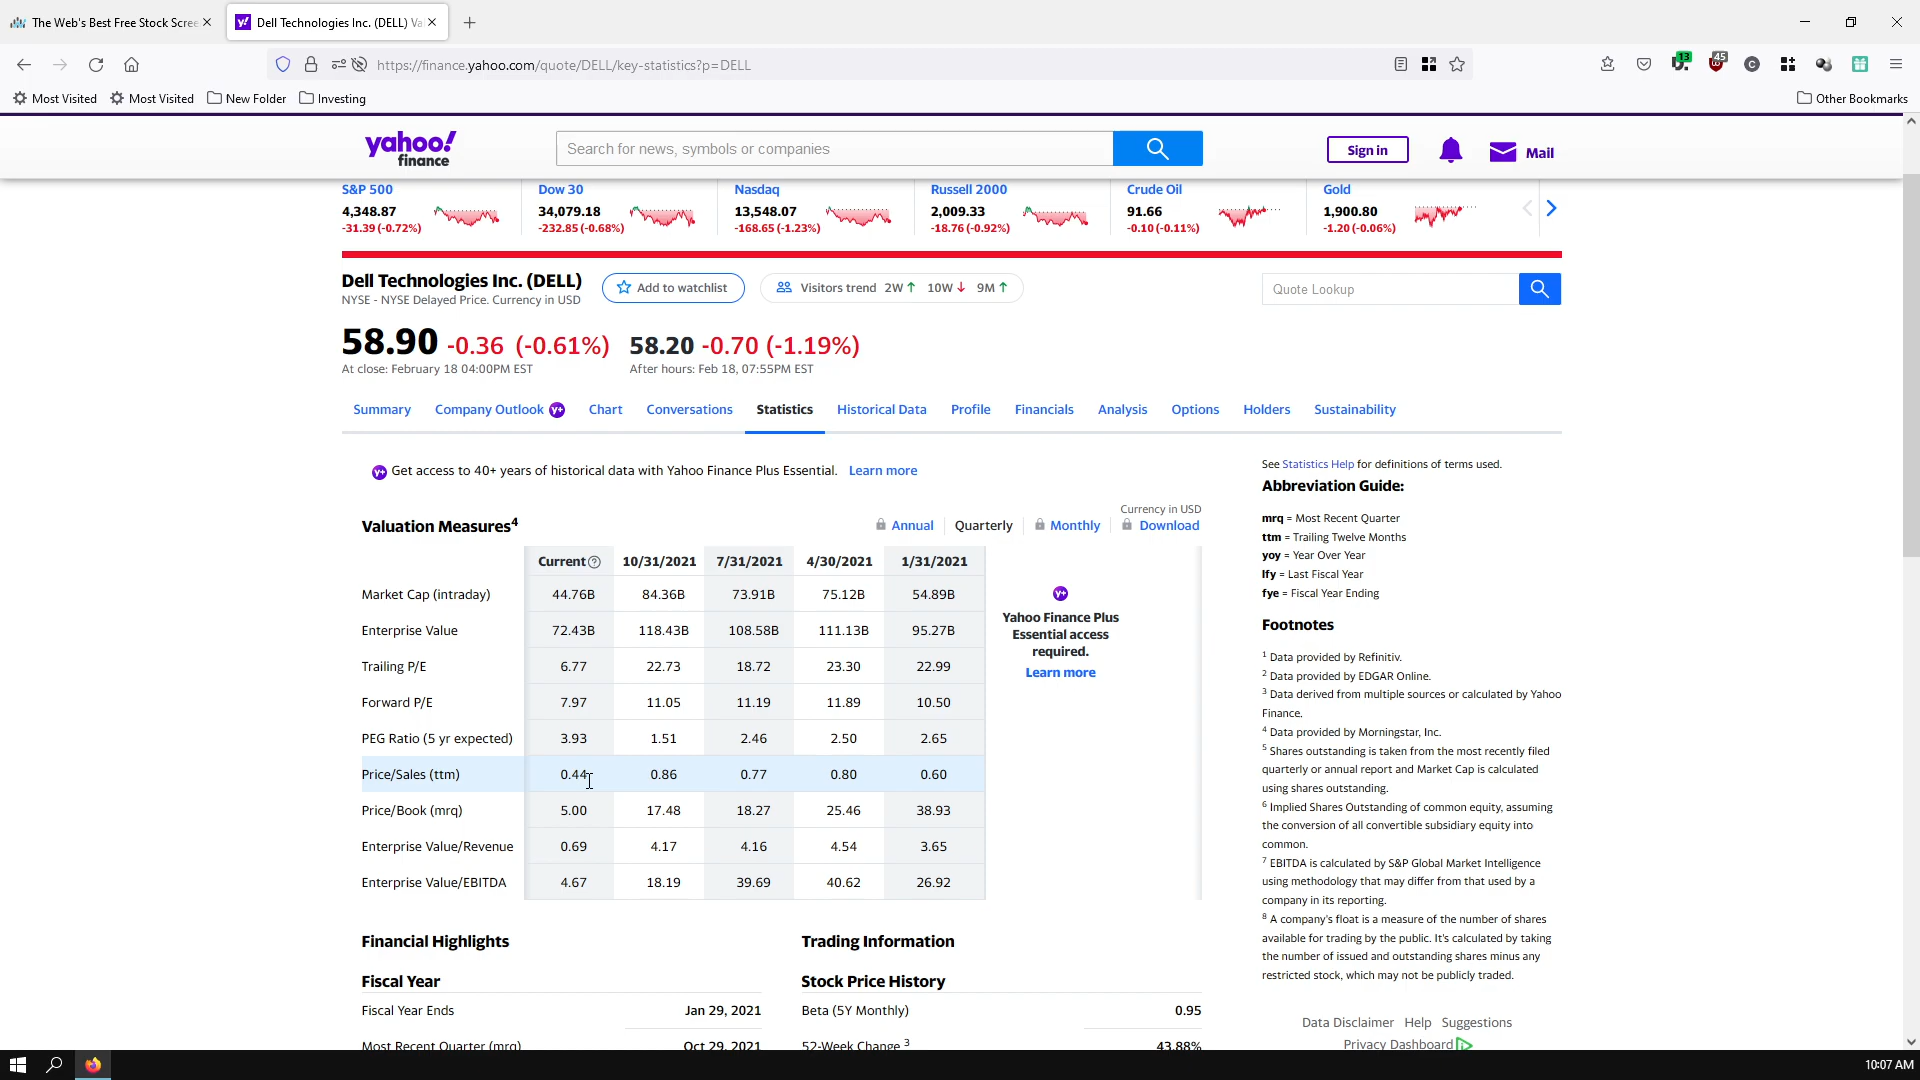 The Web's Best Free Stock Scree
Dell Technologies Inc. (DELL) Va
https://finance.yahoo.com/quote/DELL/key-statistics?p=DELL
13
45
C
Most Visited
Most Visited
New Folder
Investing
Other Bookmarks
yahoo!
finance
Search for news, symbols or companies
Sign in
Mail
S&P 500
4,348.87
-31.39 (-0.72%)
Dow 30
34,079.18
-232.85 (-0.68%)
Nasdaq
13,548.07
-168.65 (-1.23%)
Russell 2000
2,009.33
-18.76 (-0.92%)
Crude Oil
91.66
-0.10 (-0.11%)
Gold
1,900.80
-1.20 (-0.06%)
Dell Technologies Inc. (DELL)
NYSE - NYSE Delayed Price. Currency in USD
Add to watchlist
Visitors trend 2W 10W 9M
Quote Lookup
58.90 -0.36 (-0.61%)
At close: February 18 04:00PM EST
58.20 -0.70 (-1.19%)
After hours: Feb 18, 07:55PM EST
Summary Company Outlook Y+ Chart Conversations Statistics Historical Data Profile Financials Analysis Options Holders Sustainability
Y+ Get access to 40+ years of historical data with Yahoo Finance Plus Essential. Learn more
Currency in USD
Valuation Measures4
Annual Quarterly Monthly Download
Current 10/31/2021 7/31/2021 4/30/2021 1/31/2021
Market Cap (intraday) 44.76B 84.36B 73.91B 75.12B 54.89B
Enterprise Value 72.43B 118.43B 108.58B 111.13B 95.27B
Trailing P/E 6.77 22.73 18.72 23.30 22.99
Forward P/E 7.97 11.05 11.19 11.89 10.50
PEG Ratio (5 yr expected) 3.93 1.51 2.46 2.50 2.65
Price/Sales (ttm) 0.44 0.86 0.77 0.80 0.60
Price/Book (mrq) 5.00 17.48 18.27 25.46 38.93
Enterprise Value/Revenue 0.69 4.17 4.16 4.54 3.65
Enterprise Value/EBITDA 4.67 18.19 39.69 40.62 26.92
Y+
Yahoo Finance Plus
Essential access
required.
Learn more
Financial Highlights
Fiscal Year
Fiscal Year Ends Jan 29, 2021
Most Recent Quarter (mrq) Oct 29, 2021
Trading Information
Stock Price History
Beta (5Y Monthly) 0.95
52-Week Change 3 43.88%
See Statistics Help for definitions of terms used.
Abbreviation Guide:
mrq = Most Recent Quarter
ttm = Trailing Twelve Months
yoy = Year Over Year
lfy = Last Fiscal Year
fye = Fiscal Year Ending
Footnotes
1 Data provided by Refinitiv.
2 Data provided by EDGAR Online.
3 Data derived from multiple sources or calculated by Yahoo
Finance.
4 Data provided by Morningstar, Inc.
5 Shares outstanding is taken from the most recently filed
quarterly or annual report and Market Cap is calculated
using shares outstanding.
6 Implied Shares Outstanding of common equity, assuming
the conversion of all convertible subsidiary equity into
common.
7 EBITDA is calculated by S&P Global Market Intelligence
using methodology that may differ from that used by a
company in its reporting.
8 A company's float is a measure of the number of shares
available for trading by the public. It's calculated by taking
the number of issued and outstanding shares minus any
restricted stock, which may not be publicly traded.
Data Disclaimer Help Suggestions
Privacy Dashboard
10:07 AM